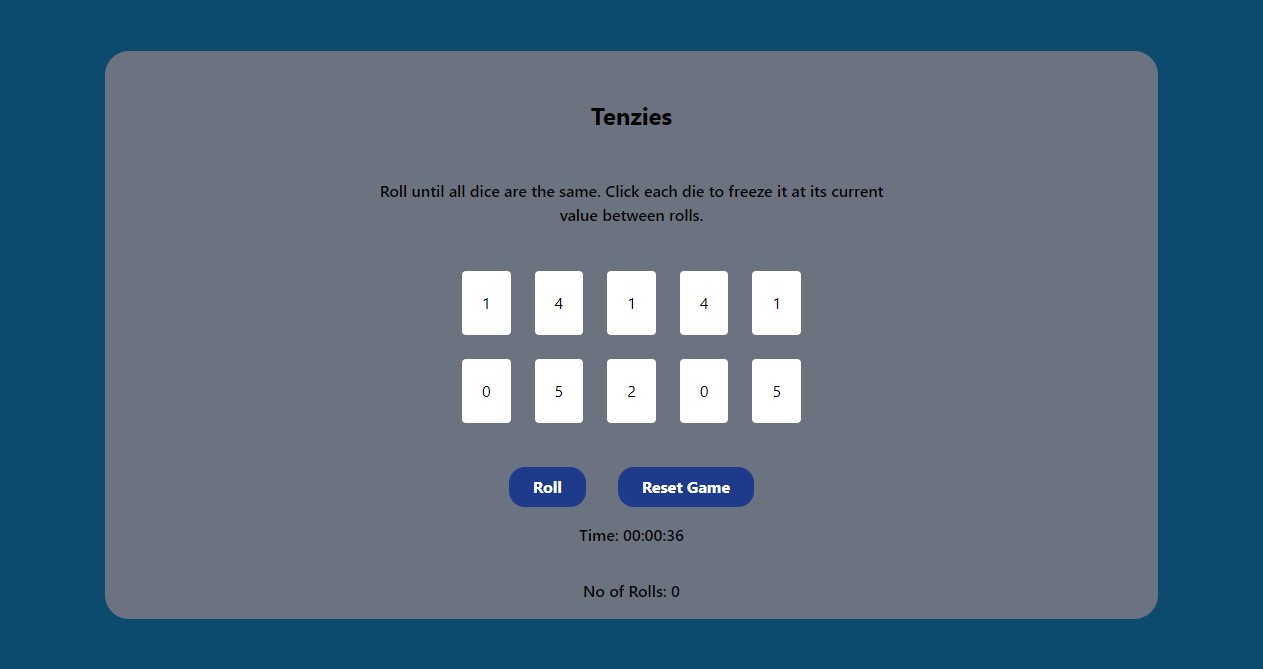 Tenzies
Roll until all dice are the same. Click each die to freeze it at its current
value between rolls.
1 4 1 4 1
0 5 2 0 5
Roll Reset Game
Time: 00:00:36
No of Rolls: 0